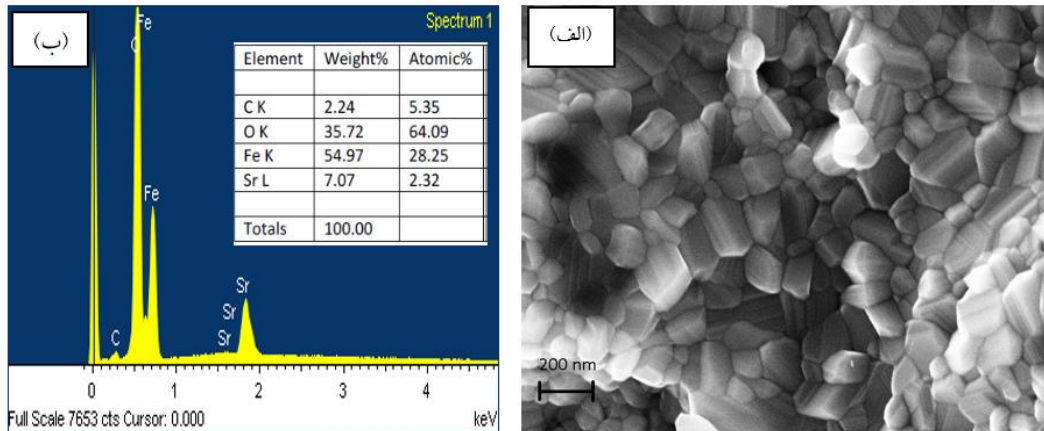 (ب)
Fe
O
Spectrum 1
Element Weight% Atomic%
C K 2.24 5.35
O K 35.72 64.09
Fe K 54.97 28.25
Sr L 7.07 2.32
Totals 100.00
Fe
Sr
Sr
Sr
C
0 1 2 3 4
Full Scale 7653 cts Cursor: 0.000 keV
(الف)
200 nm